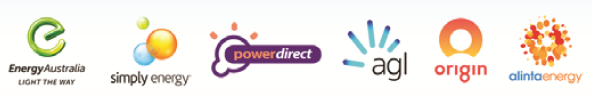 EnergyAustralia
LIGHT THE WAY
simply energy
powerdirect
agl
origin
alintaenergy